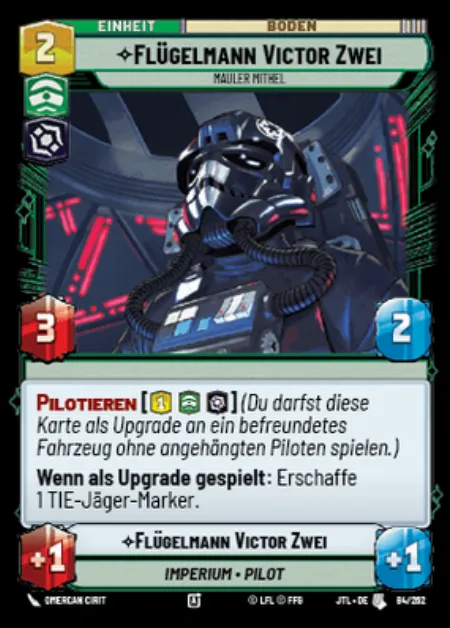 EINHEIT
BODEN
2
✧FLÜGELMANN VICTOR ZWEI
MAULER MITHEL
3
2
PILOTIEREN [1] (Du darfst diese
Karte als Upgrade an ein befreundetes
Fahrzeug ohne angehängten Piloten spielen.)
Wenn als Upgrade gespielt: Erschaffe
1 TIE-Jäger-Marker.
+1
✧FLÜGELMANN VICTOR ZWEI
+1
IMPERIUM • PILOT
OMERCAN CIRIT
A
© LFL © FFG
JTL • DE
84/262